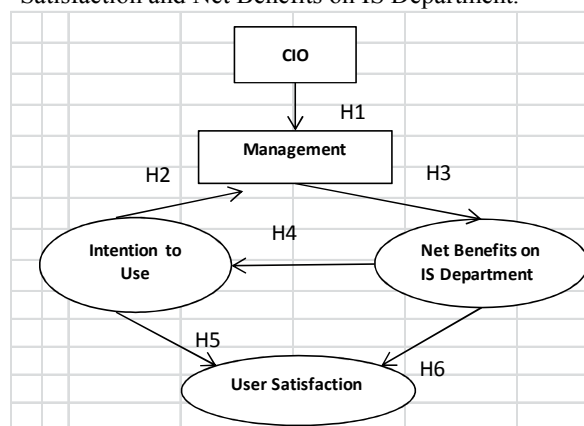 Satisfaction and Net Benefits on IS Department.
CIO
H1
Management
H2
H3
H4
Intention to
Use
Net Benefits on
IS Department
H5
H6
User Satisfaction